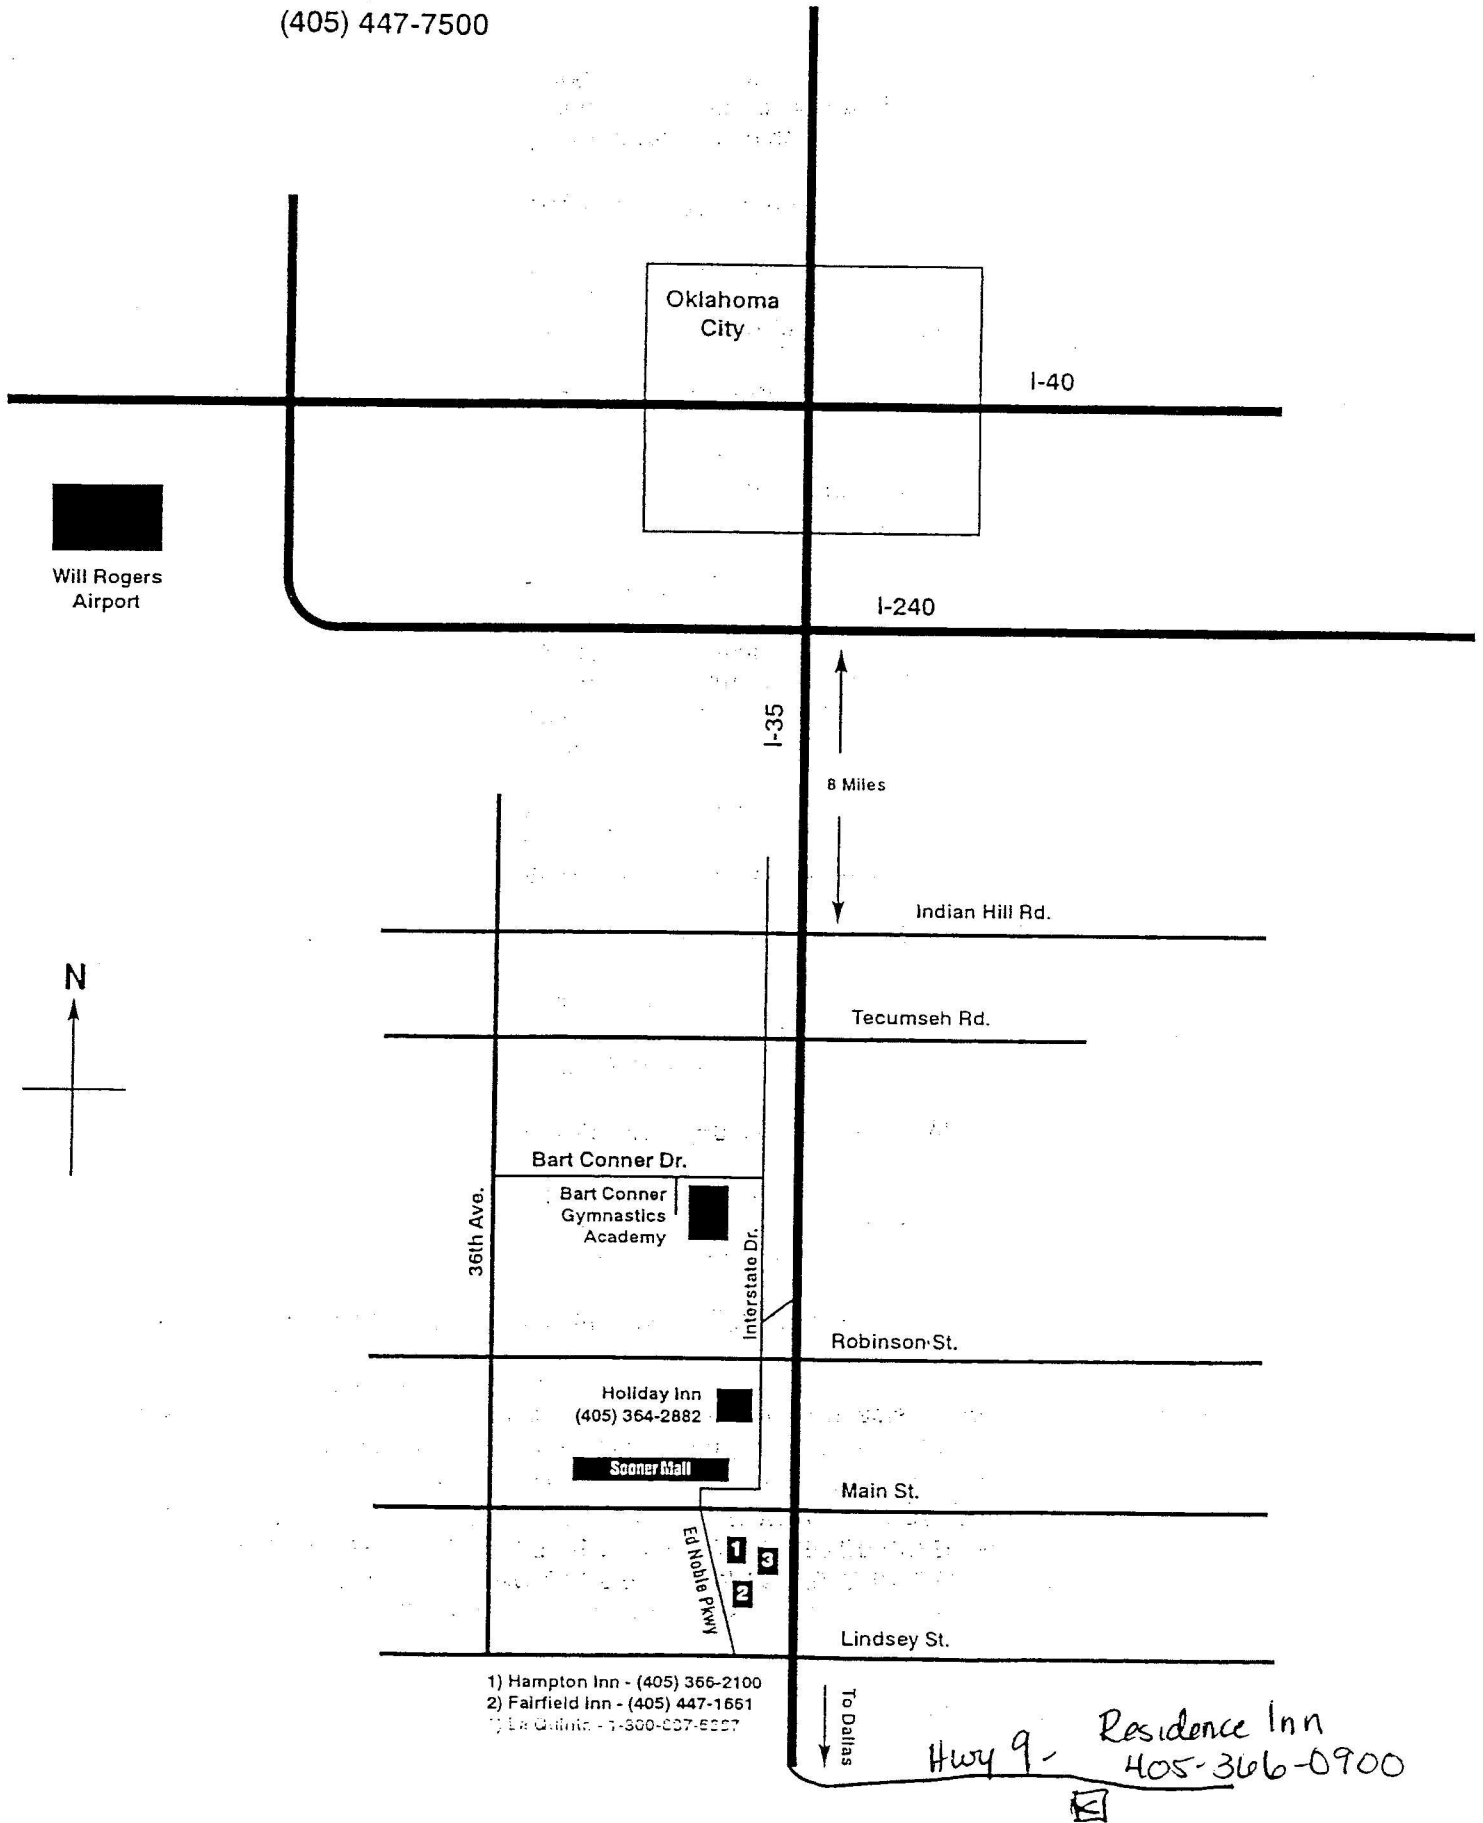 (405) 447-7500
Oklahoma
City
I-40
Will Rogers
Airport
I-240
I-35
8 Miles
Indian Hill Rd.
N
Tecumseh Rd.
Bart Conner Dr.
Bart Conner
Gymnastics
Academy
36th Ave.
Interstate Dr.
Robinson St.
Holiday Inn
(405) 364-2882
Sooner Mall
Main St.
Ed Noble Pkwy
1
3
2
Lindsey St.
1) Hampton Inn - (405) 366-2100
2) Fairfield Inn - (405) 447-1661
La Quinta
To Dallas
Hwy 9 - Residence Inn
405-366-0900